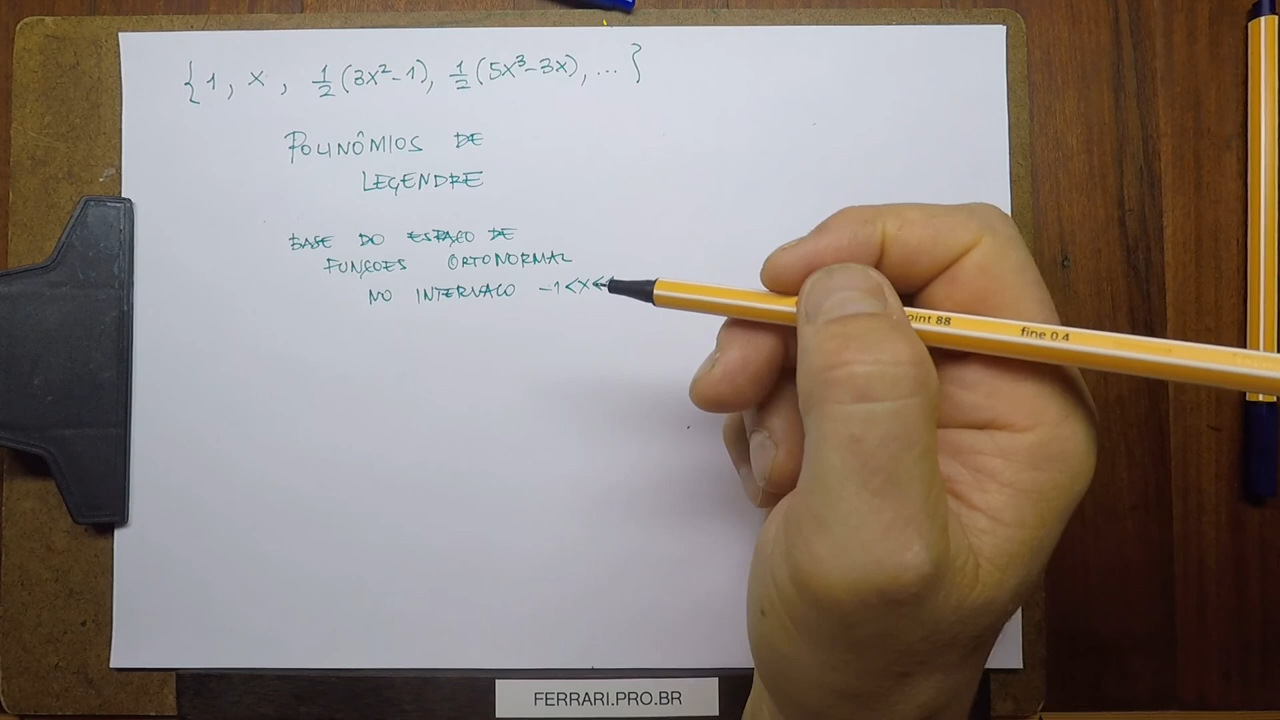 {1, x, 1/2(3x²-1), 1/2(5x³-3x), ...}
POLINÔMIOS DE
LEGENDRE
BASE DO ESPAÇO DE
FUNÇOES ORTONORMAL
NO INTERVALO -1<x<
point 88 fine 0.4
FERRARI.PRO.BR